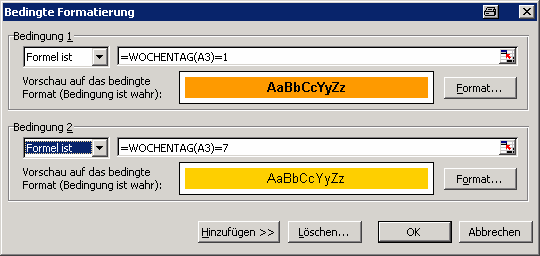 Bedingte Formatierung
Bedingung 1
Formel ist =WOCHENTAG(A3)=1
Vorschau auf das bedingte
Format (Bedingung ist wahr):
AaBbCcYyZz
Format...
Bedingung 2
Formel ist =WOCHENTAG(A3)=7
Vorschau auf das bedingte
Format (Bedingung ist wahr):
AaBbCcYyZz
Format...
Hinzufügen >> Löschen... OK Abbrechen